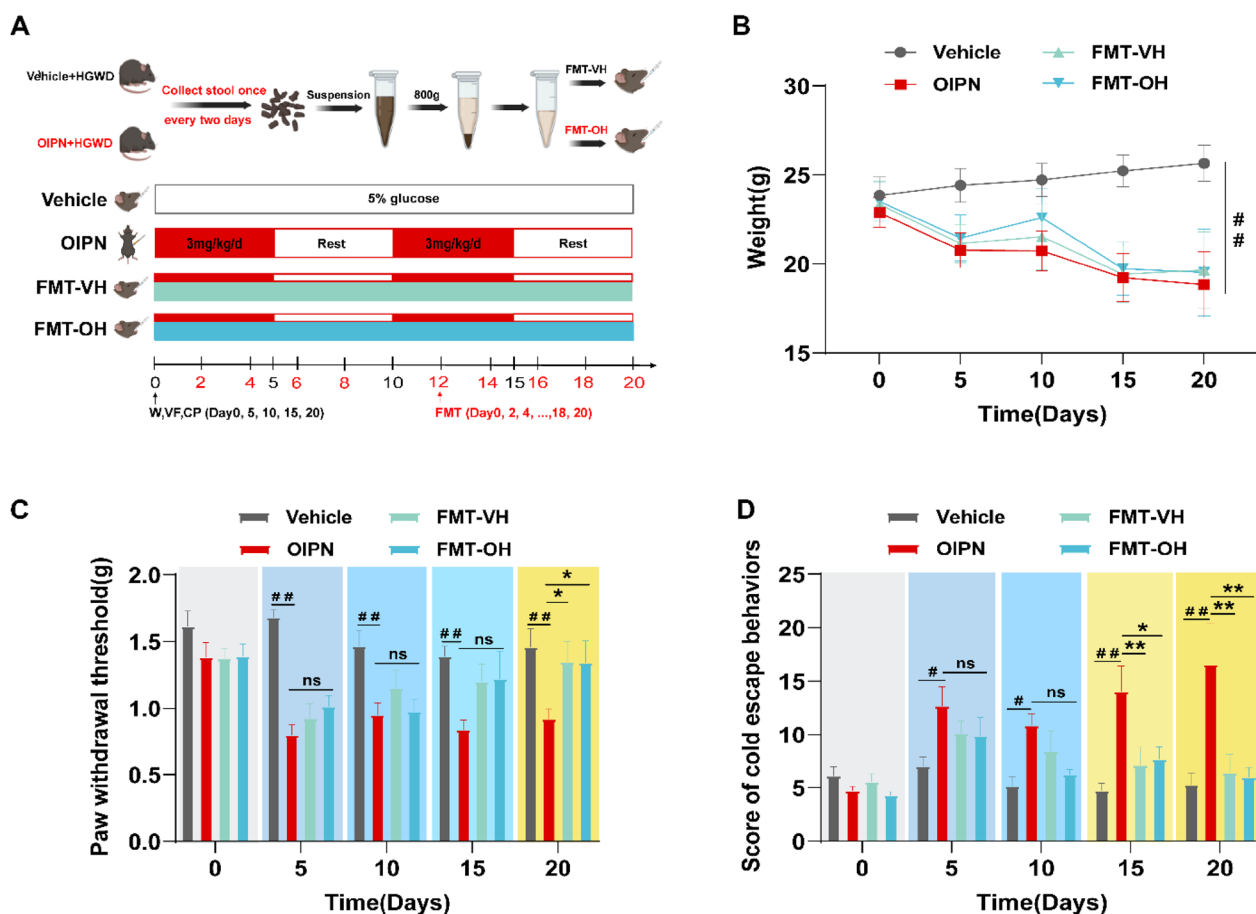 A
Vehicle+HGWD
OIPN+HGWD
Collect stool once
every two days
Suspension
800g
FMT-VH
FMT-OH
Vehicle
5% glucose
OIPN
3mg/kg/d
Rest
3mg/kg/d
Rest
FMT-VH
FMT-OH
0 2 4 5 6 8 10 12 14 15 16 18 20
W,VF,CP (Day0, 5, 10, 15, 20)
FMT (Day0, 2, 4, ...,18, 20)
B
Vehicle
OIPN
FMT-VH
FMT-OH
Weight(g)
30
25
20
15
##
0 5 10 15 20
Time(Days)
C
Vehicle
OIPN
FMT-VH
FMT-OH
Paw withdrawal threshold(g)
2.0
1.5
1.0
0.5
0.0
##
ns
##
ns
##
ns
##
*
*
0 5 10 15 20
Time(Days)
D
Vehicle
OIPN
FMT-VH
FMT-OH
Score of cold escape behaviors
25
20
15
10
5
0
#
ns
#
ns
##
*
**
##
**
**
0 5 10 15 20
Time(Days)